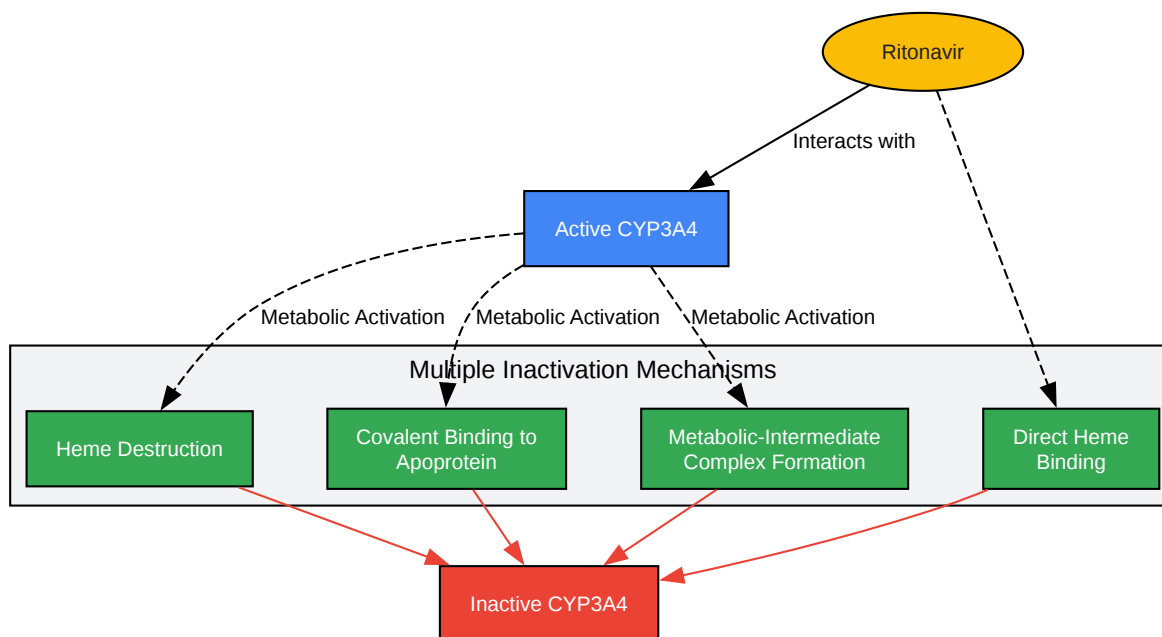 Ritonavir
Interacts with
Active CYP3A4
Metabolic Activation
Metabolic Activation
Metabolic Activation
Multiple Inactivation Mechanisms
Heme Destruction
Covalent Binding to
Apoprotein
Metabolic-Intermediate
Complex Formation
Direct Heme
Binding
Inactive CYP3A4